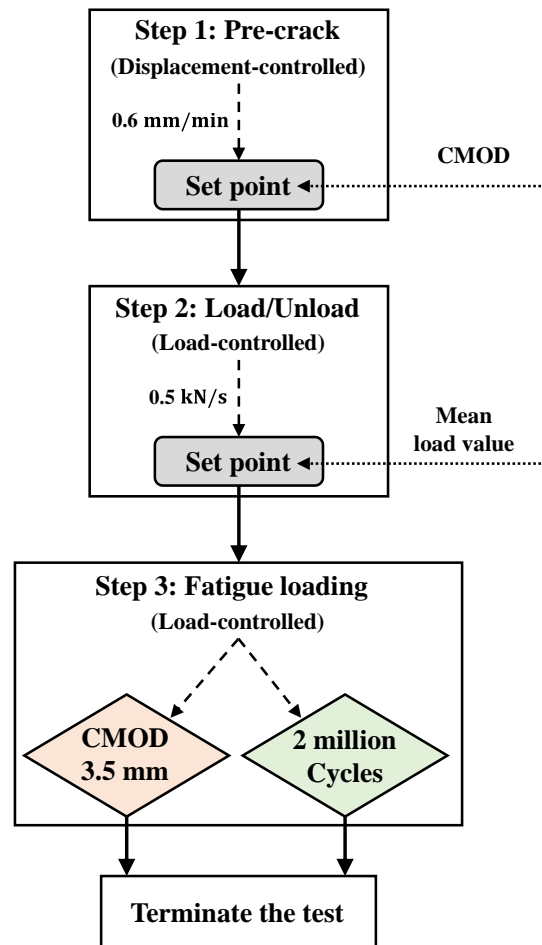 Step 1: Pre-crack
(Displacement-controlled)
0.6 mm/min
CMOD
Set point
Step 2: Load/Unload
(Load-controlled)
0.5 kN/s
Mean
load value
Set point
Step 3: Fatigue loading
(Load-controlled)
CMOD
3.5 mm
2 million
Cycles
Terminate the test